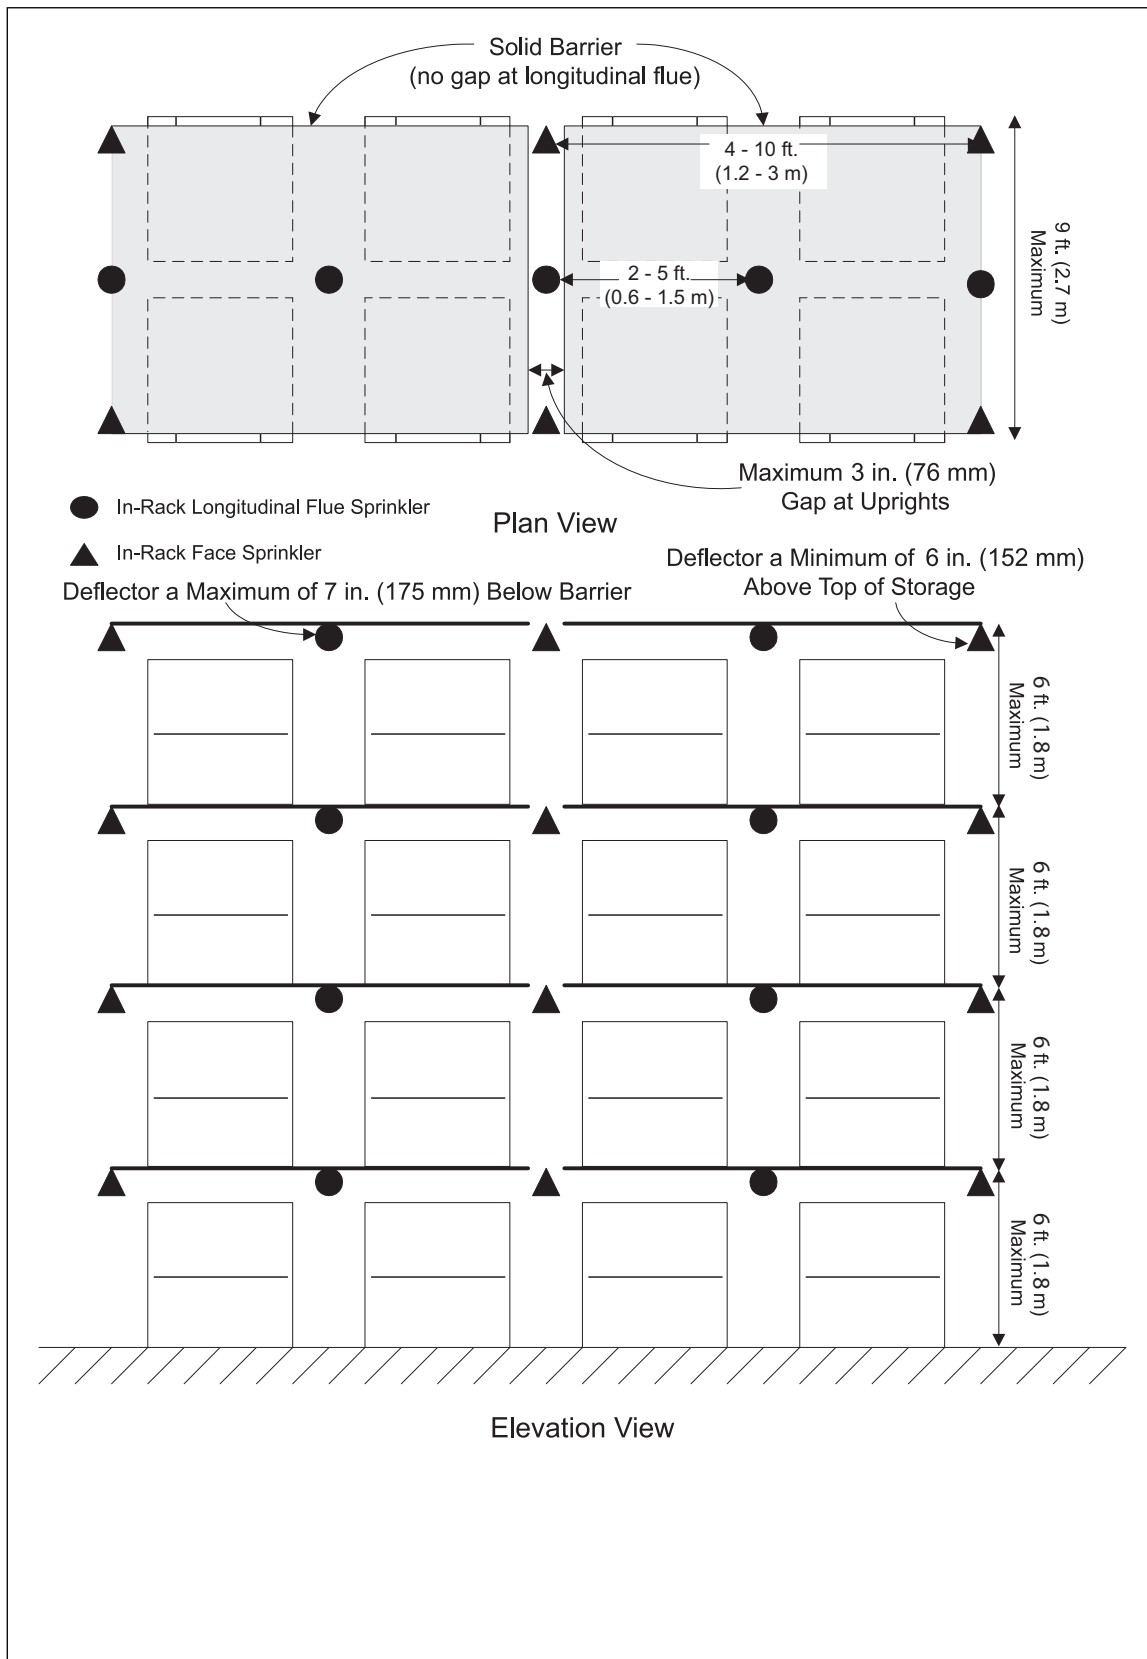 Solid Barrier
(no gap at longitudinal flue)
4 - 10 ft.
(1.2 - 3 m)
2 - 5 ft.
(0.6 - 1.5 m)
9 ft. (2.7 m)
Maximum
Maximum 3 in. (76 mm)
Gap at Uprights
In-Rack Longitudinal Flue Sprinkler
Plan View
In-Rack Face Sprinkler
Deflector a Minimum of 6 in. (152 mm)
Above Top of Storage
Deflector a Maximum of 7 in. (175 mm) Below Barrier
6 ft. (1.8 m)
Maximum
6 ft. (1.8 m)
Maximum
6 ft. (1.8 m)
Maximum
6 ft. (1.8 m)
Maximum
Elevation View